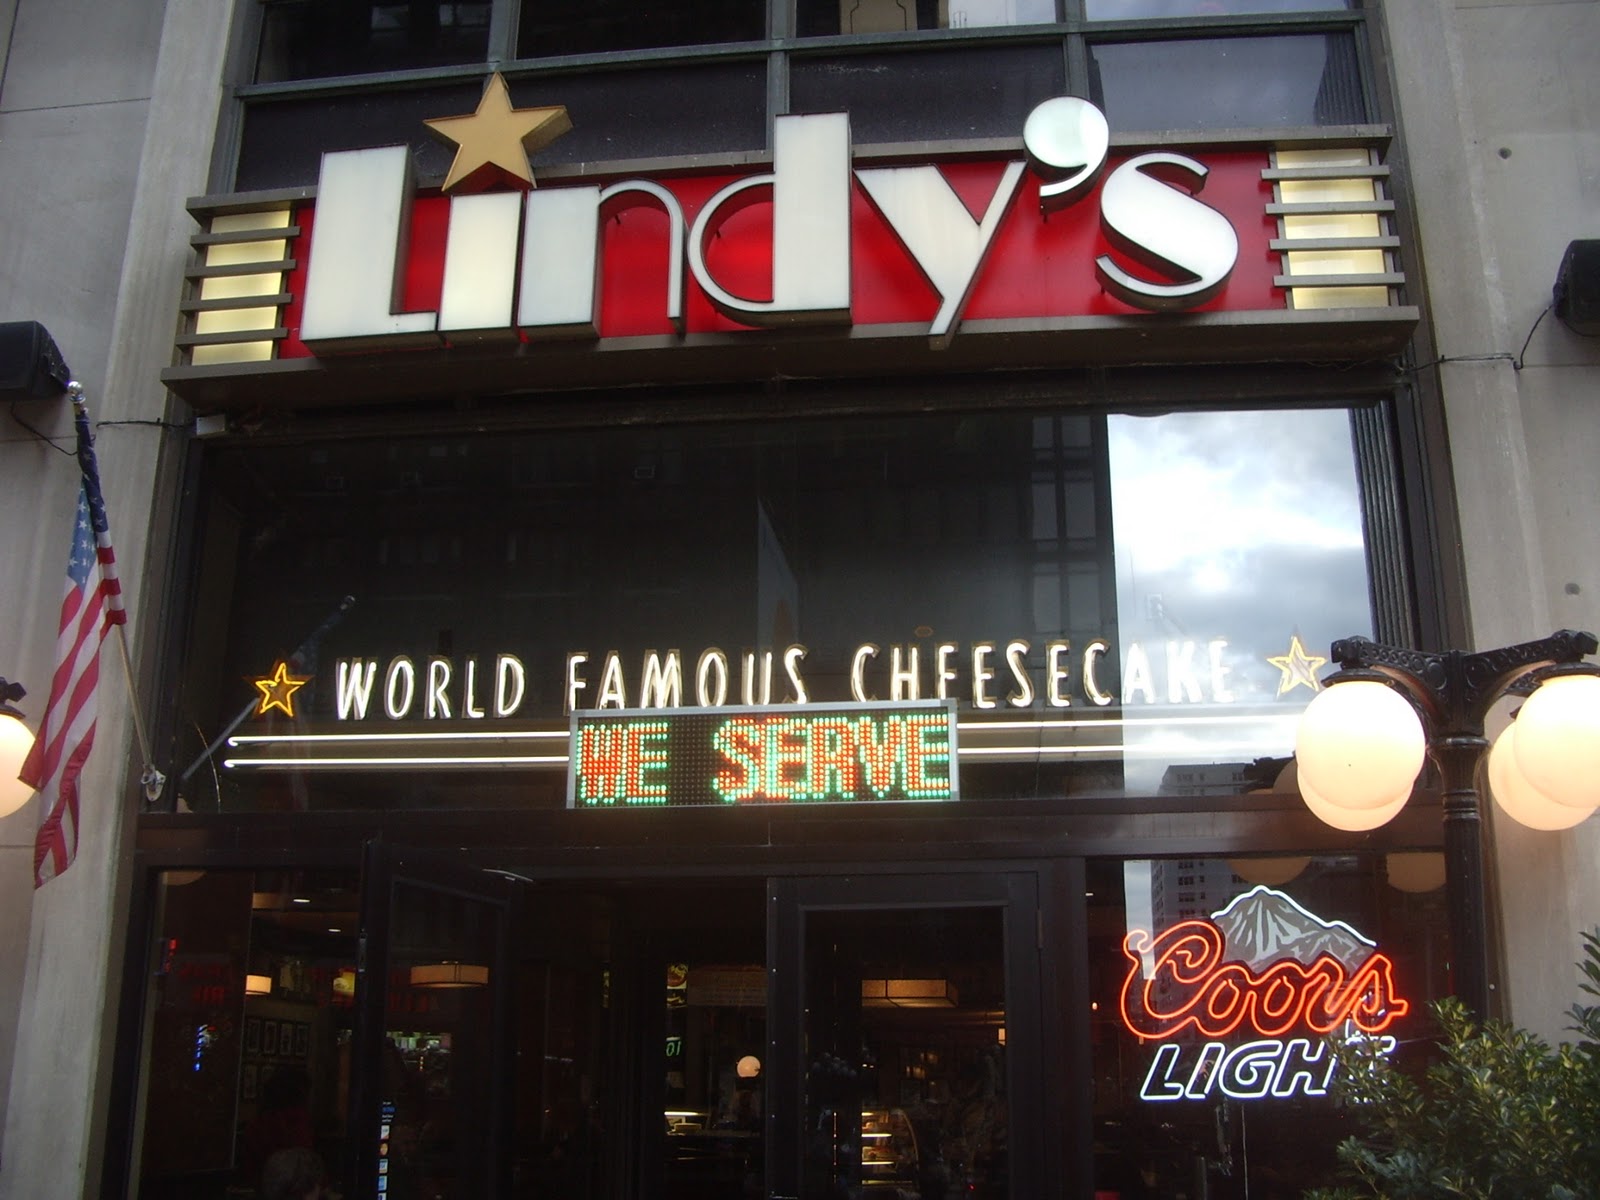 Lindy's
WORLD FAMOUS CHEESECAKE
WE SERVE
Coors
LIGHT